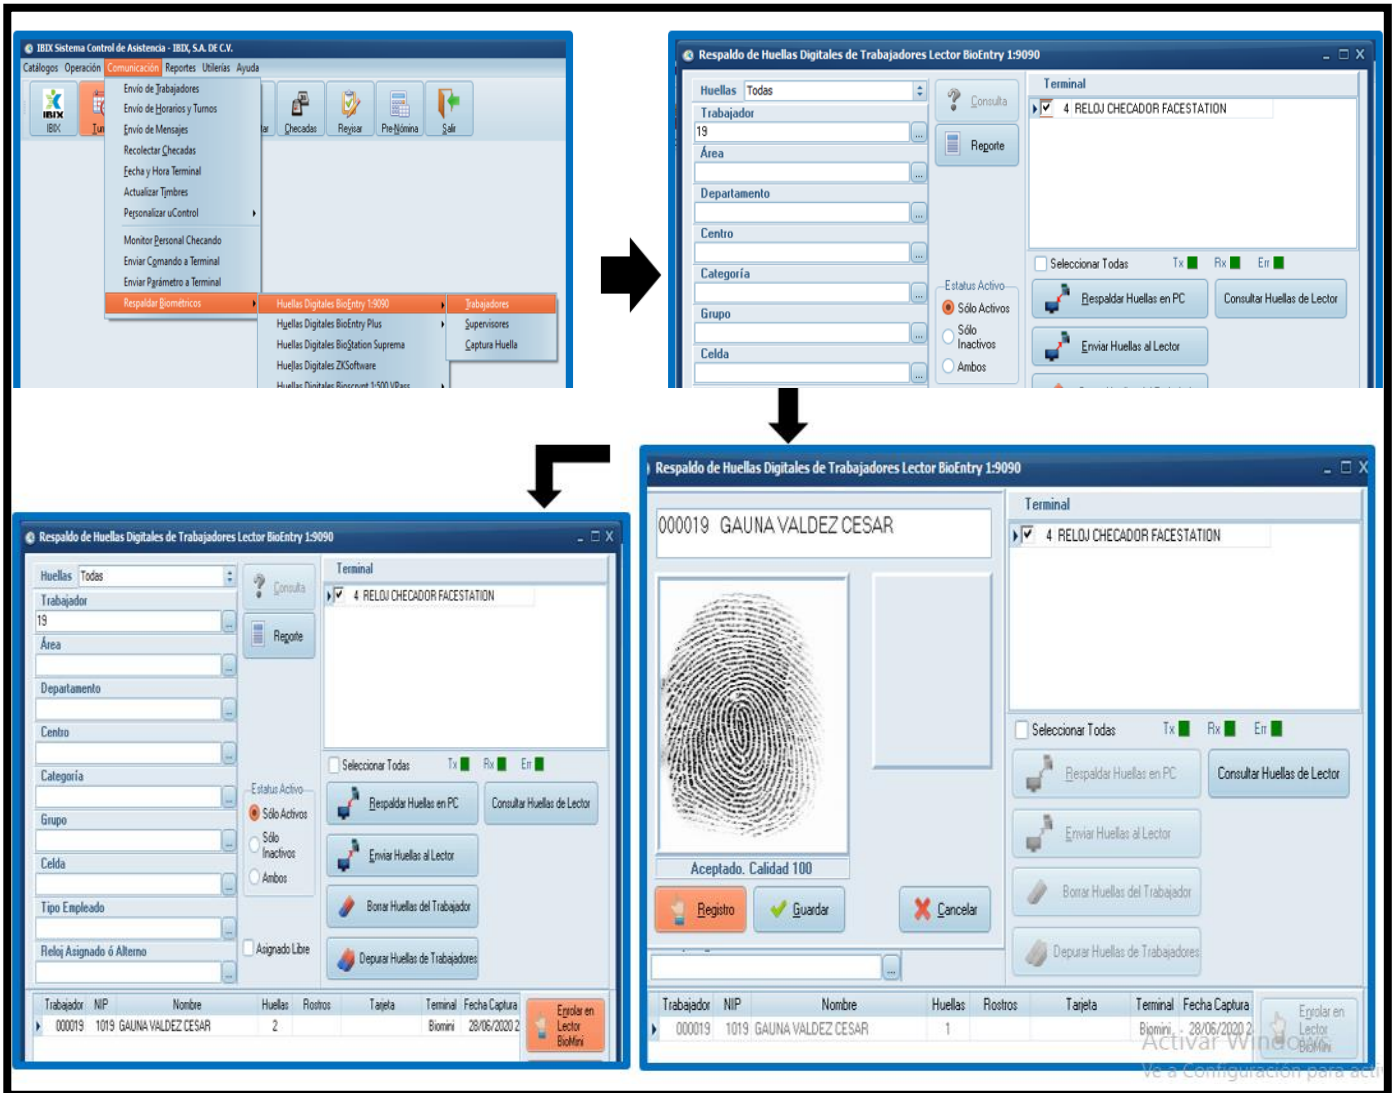 IBIX Sistema Control de Asistencia - IBIX, S.A. DE C.V.
Catálogos Operación Comunicación Reportes Utilerías Ayuda
IBIX
IBIX
Checadas
Revisar
Pre-Nómina
Salir
Envío de Trabajadores
Envío de Horarios y Turnos
Envío de Mensajes
Recolectar Checadas
Fecha y Hora Terminal
Actualizar Timbres
Personalizar uControl
Monitor Personal Checando
Enviar Comando a Terminal
Enviar Parámetro a Terminal
Respaldar Biométricos
Huellas Digitales BioEntry 1:9090
Huellas Digitales BioEntry Plus
Huellas Digitales BioStation Suprema
Huellas Digitales ZKSoftware
Huellas Digitales Bioscrypt 1:500 VPass
Trabajadores
Supervisores
Captura Huella
Respaldo de Huellas Digitales de Trabajadores Lector BioEntry 1:9090
Huellas Todas
Trabajador
19
Área
Departamento
Centro
Categoría
Grupo
Celda
Consulta
Reporte
Estatus Activo
Sólo Activos
Sólo
Inactivos
Ambos
Terminal
4 RELOJ CHECADOR FACESTATION
Seleccionar Todas Tx Rx Err
Respaldar Huellas en PC
Consultar Huellas de Lector
Enviar Huellas al Lector
Respaldo de Huellas Digitales de Trabajadores Lector BioEntry 1:9090
Huellas Todas
Trabajador
19
Área
Departamento
Centro
Categoría
Grupo
Celda
Tipo Empleado
Reloj Asignado ó Alterno
Consulta
Reporte
Estatus Activo
Sólo Activos
Sólo
Inactivos
Ambos
Asignado Libre
Terminal
4 RELOJ CHECADOR FACESTATION
Seleccionar Todas Tx Rx Err
Respaldar Huellas en PC
Consultar Huellas de Lector
Enviar Huellas al Lector
Borrar Huellas del Trabajador
Depurar Huellas de Trabajadores
Trabajador NIP Nombre Huellas Rostros Tarjeta Terminal Fecha Captura
000019 1019 GAUNA VALDEZ CESAR 2 Biomini 28/06/2020 2
Enrolar en
Lector
BioMini
Respaldo de Huellas Digitales de Trabajadores Lector BioEntry 1:9090
000019 GAUNA VALDEZ CESAR
Aceptado. Calidad 100
Registro
Guardar
Cancelar
Terminal
4 RELOJ CHECADOR FACESTATION
Seleccionar Todas Tx Rx Err
Respaldar Huellas en PC
Consultar Huellas de Lector
Enviar Huellas al Lector
Borrar Huellas del Trabajador
Depurar Huellas de Trabajadores
Trabajador NIP Nombre Huellas Rostros Tarjeta Terminal Fecha Captura
000019 1019 GAUNA VALDEZ CESAR 1 Biomini 28/06/2020 2
Enrolar en
Lector
BioMini
Activar Windows
Ve a Configuración para acti